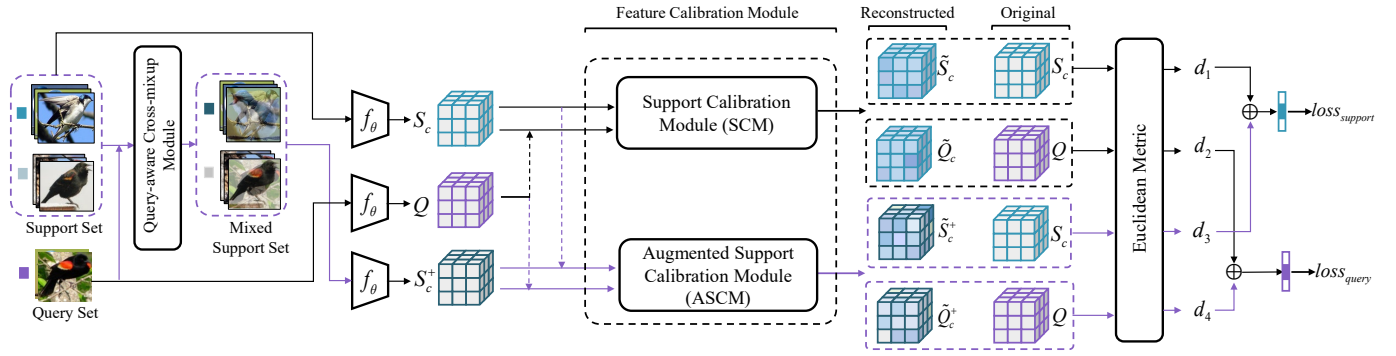 Feature Calibration Module
Reconstructed
Original
Query-aware Cross-mixup
Module
Support Set
Mixed
Support Set
Query Set
f_θ
S_c
f_θ
Q
f_θ
S_c^+
Support Calibration
Module (SCM)
Augmented Support
Calibration Module
(ASCM)
S̃_c
S_c
Q̃_c
Q
S̃_c^+
S_c
Q̃_c^+
Q
Euclidean Metric
d_1
d_2
d_3
d_4
loss_support
loss_query